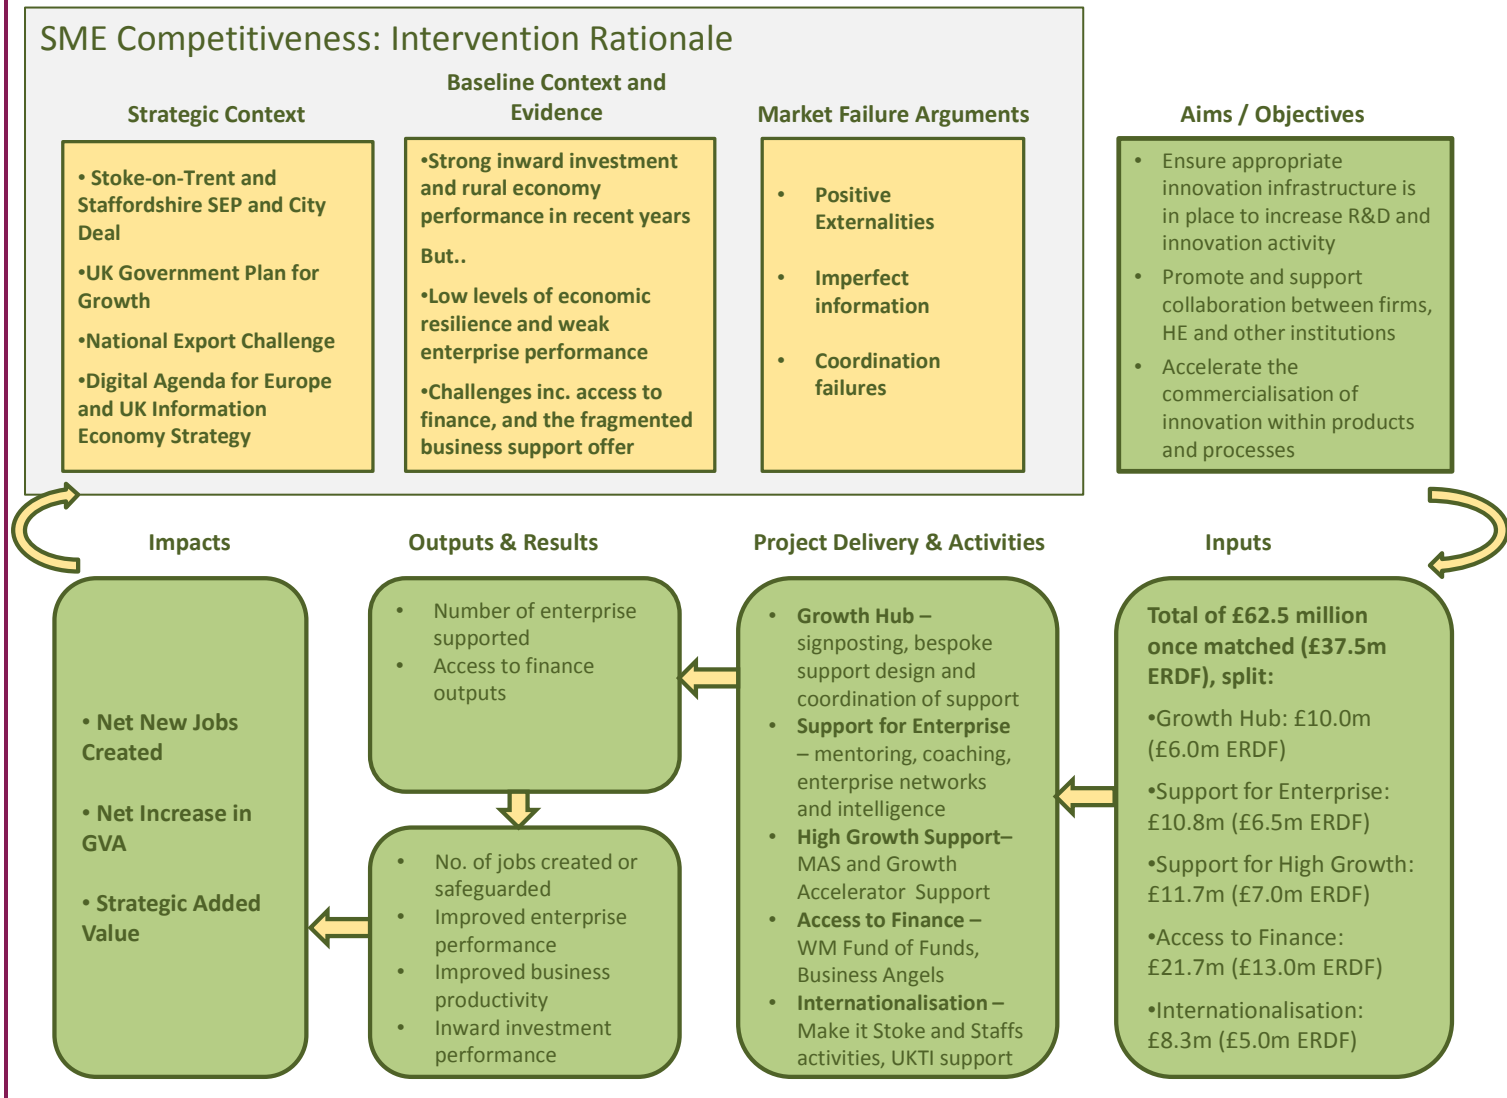 SME Competitiveness: Intervention Rationale
Strategic Context
• Stoke-on-Trent and
Staffordshire SEP and City
Deal
•UK Government Plan for
Growth
•National Export Challenge
•Digital Agenda for Europe
and UK Information
Economy Strategy
Baseline Context and
Evidence
•Strong inward investment
and rural economy
performance in recent years
But..
•Low levels of economic
resilience and weak
enterprise performance
•Challenges inc. access to
finance, and the fragmented
business support offer
Market Failure Arguments
• Positive
Externalities
• Imperfect
information
• Coordination
failures
Aims / Objectives
• Ensure appropriate
innovation infrastructure is
in place to increase R&D and
innovation activity
• Promote and support
collaboration between firms,
HE and other institutions
• Accelerate the
commercialisation of
innovation within products
and processes
Impacts
• Net New Jobs
Created
• Net Increase in
GVA
• Strategic Added
Value
Outputs & Results
• Number of enterprise
supported
• Access to finance
outputs
• No. of jobs created or
safeguarded
• Improved enterprise
performance
• Improved business
productivity
• Inward investment
performance
Project Delivery & Activities
• Growth Hub –
signposting, bespoke
support design and
coordination of support
• Support for Enterprise
– mentoring, coaching,
enterprise networks
and intelligence
• High Growth Support–
MAS and Growth
Accelerator Support
• Access to Finance –
WM Fund of Funds,
Business Angels
• Internationalisation –
Make it Stoke and Staffs
activities, UKTI support
Inputs
Total of £62.5 million
once matched (£37.5m
ERDF), split:
•Growth Hub: £10.0m
(£6.0m ERDF)
•Support for Enterprise:
£10.8m (£6.5m ERDF)
•Support for High Growth:
£11.7m (£7.0m ERDF)
•Access to Finance:
£21.7m (£13.0m ERDF)
•Internationalisation:
£8.3m (£5.0m ERDF)